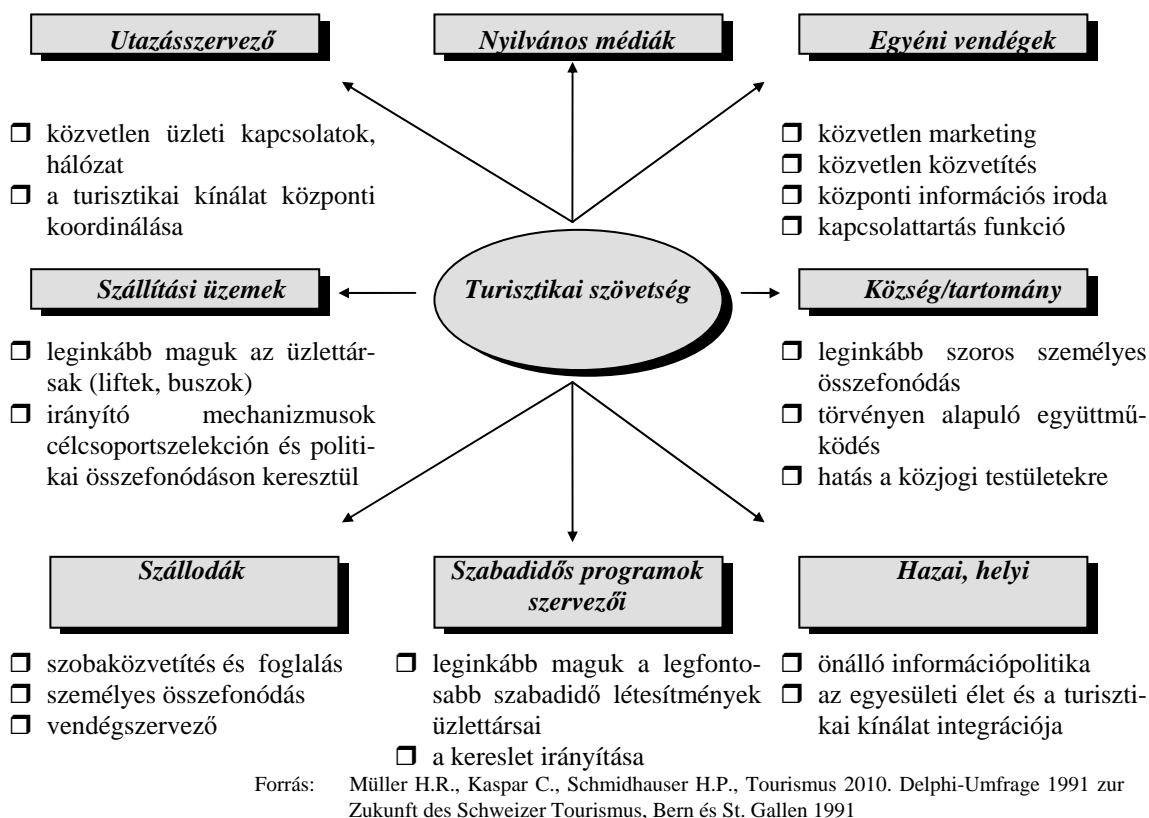 Utazásszervező
Nyilvános médiák
Egyéni vendégek
❒ közvetlen üzleti kapcsolatok,
hálózat
❒ a turisztikai kínálat központi
koordinálása
❒ közvetlen marketing
❒ közvetlen közvetítés
❒ központi információs iroda
❒ kapcsolattartás funkció
Szállítási üzemek
Turisztikai szövetség
Község/tartomány
❒ leginkább maguk az üzlettár-
sak (liftek, buszok)
❒ irányító mechanizmusok
célcsoportszelekción és politi-
kai összefonódáson keresztül
❒ leginkább szoros személyes
összefonódás
❒ törvényen alapuló együttmű-
ködés
❒ hatás a közjogi testületekre
Szállodák
Szabadidős programok
szervezői
Hazai, helyi
❒ szobaközvetítés és foglalás
❒ személyes összefonódás
❒ vendégszervező
❒ leginkább maguk a legfonto-
sabb szabadidő létesítmények
üzlettársai
❒ a kereslet irányítása
❒ önálló információpolitika
❒ az egyesületi élet és a turiszti-
kai kínálat integrációja
Forrás: Müller H.R., Kaspar C., Schmidhauser H.P., Tourismus 2010. Delphi-Umfrage 1991 zur
Zukunft des Schweizer Tourismus, Bern és St. Gallen 1991